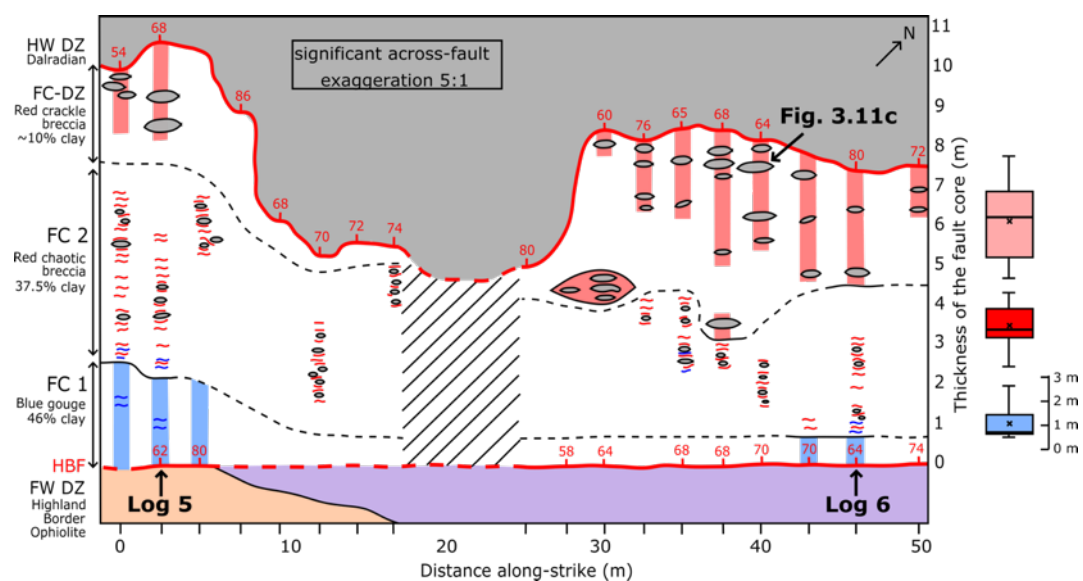 HW DZ
Dalradian
FC-DZ
Red crackle
breccia
~10% clay
FC 2
Red chaotic
breccia
37.5% clay
FC 1
Blue gouge
46% clay
HBF
FW DZ
Highland
Border
Ophiolite
significant across-fault
exaggeration 5:1
N
Fig. 3.11c
54
68
86
68
70
72
74
80
60
76
65
68
64
80
72
62
80
58
64
68
68
70
64
74
Log 5
Log 6
11
10
9
8
7
6
5
4
3
2
1
0
Thickness of the fault core (m)
3 m
1 m
0 m
0
10
20
30
40
50
Distance along-strike (m)